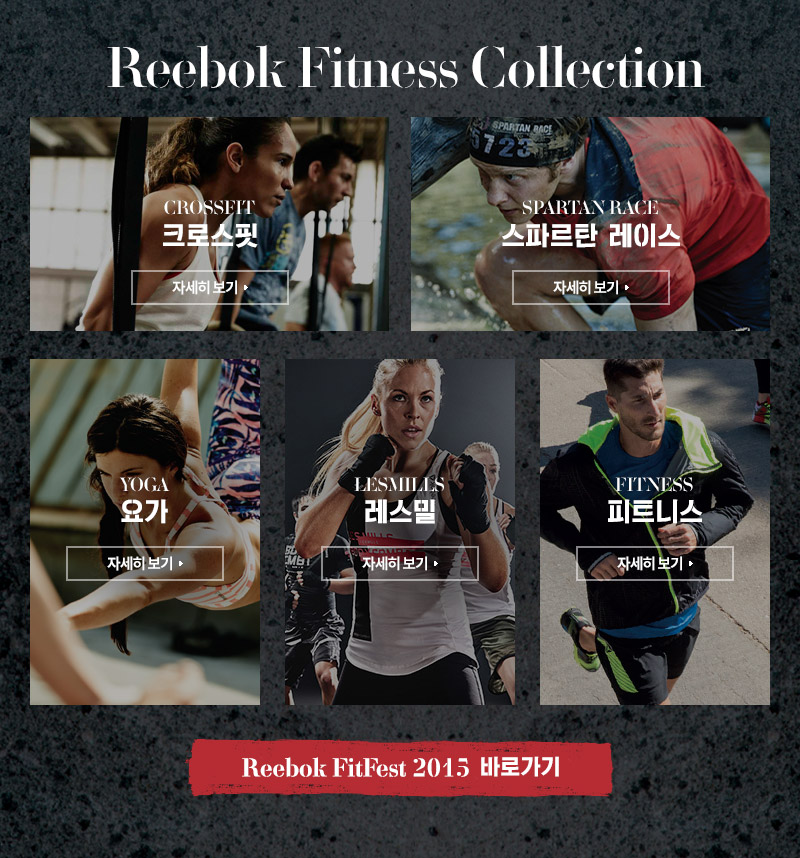 Reebok Fitness Collection
SPARTAN RACE
5723
CROSSFIT
크로스핏
자세히 보기
SPARTAN RACE
스파르탄 레이스
자세히 보기
YOGA
요가
자세히 보기
LESMILLS
레스밀
자세히 보기
FITNESS
피트니스
자세히 보기
Reebok FitFest 2015 바로가기